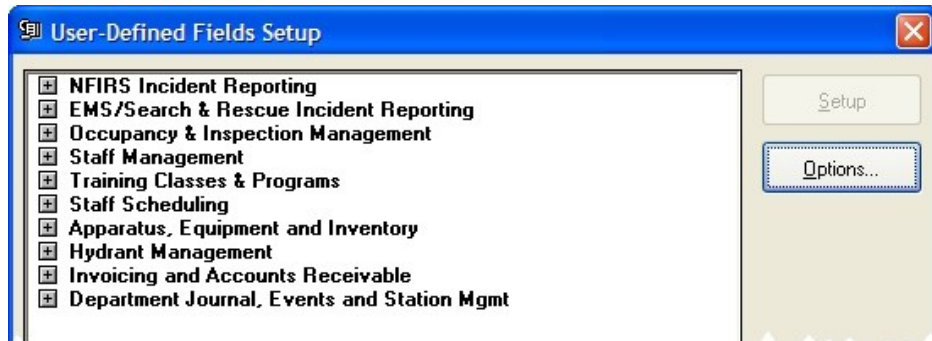 User-Defined Fields Setup
NFIRS Incident Reporting
EMS/Search & Rescue Incident Reporting
Occupancy & Inspection Management
Staff Management
Training Classes & Programs
Staff Scheduling
Apparatus, Equipment and Inventory
Hydrant Management
Invoicing and Accounts Receivable
Department Journal, Events and Station Mgmt
Setup
Options...